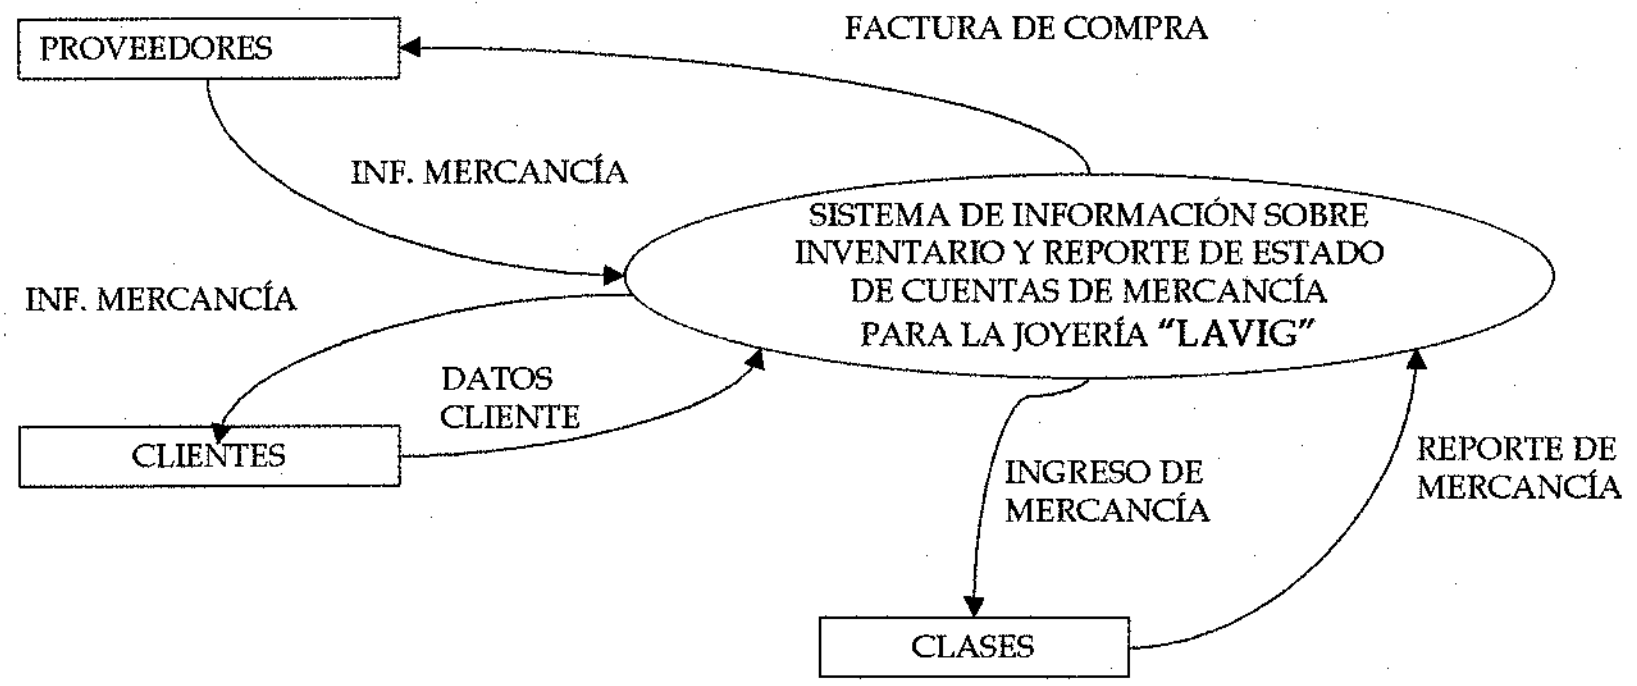 FACTURA DE COMPRA
PROVEEDORES
INF. MERCANCÍA
SISTEMA DE INFORMACIÓN SOBRE
INVENTARIO Y REPORTE DE ESTADO
DE CUENTAS DE MERCANCÍA
PARA LA JOYERÍA “LAVIG”
INF. MERCANCÍA
DATOS
CLIENTE
CLIENTES
INGRESO DE
MERCANCÍA
REPORTE DE
MERCANCÍA
CLASES